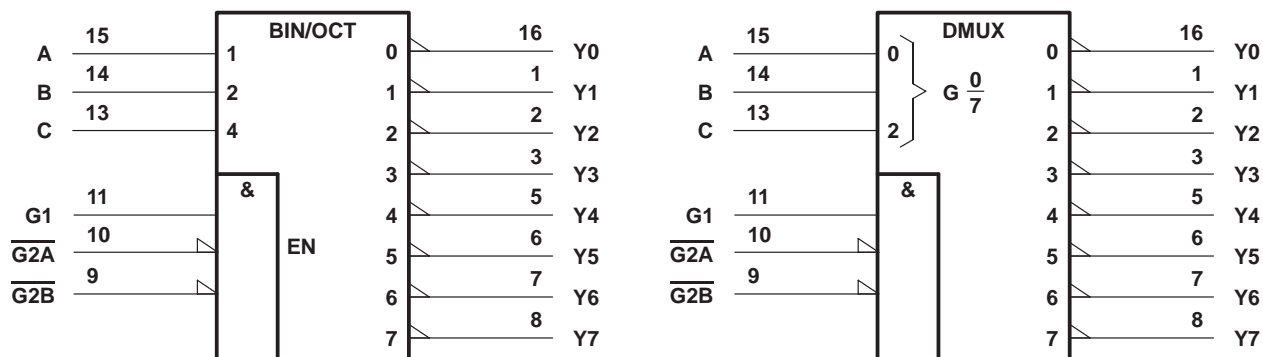 BIN/OCT
A 15 1 0 16 Y0
B 14 2 1 1 Y1
C 13 4 2 2 Y2
3 3 Y3
&
G1 11 4 5 Y4
G2A 10 EN 5 6 Y5
G2B 9 6 7 Y6
7 8 Y7
DMUX
A 15 0 0 16 Y0
B 14 G 0/7 1 1 Y1
C 13 2 2 2 Y2
3 3 Y3
&
G1 11 4 5 Y4
G2A 10 5 6 Y5
G2B 9 6 7 Y6
7 8 Y7